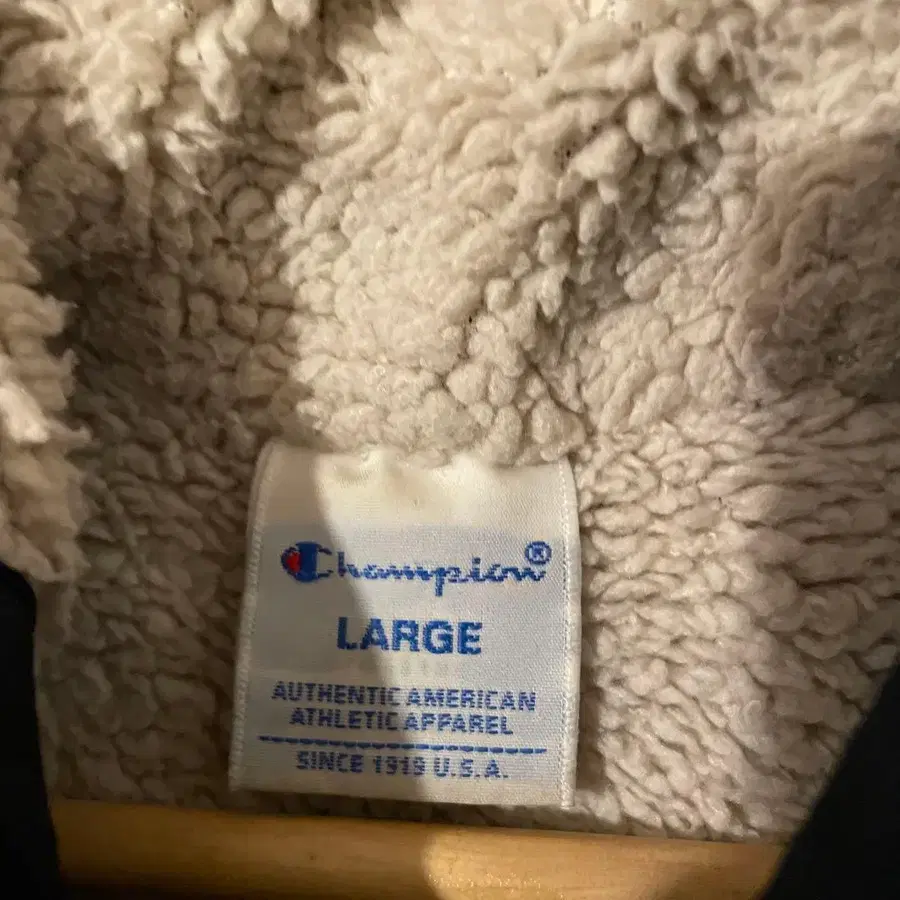 Champion®
LARGE
AUTHENTIC AMERICAN
ATHLETIC APPAREL
SINCE 1919 U.S.A.